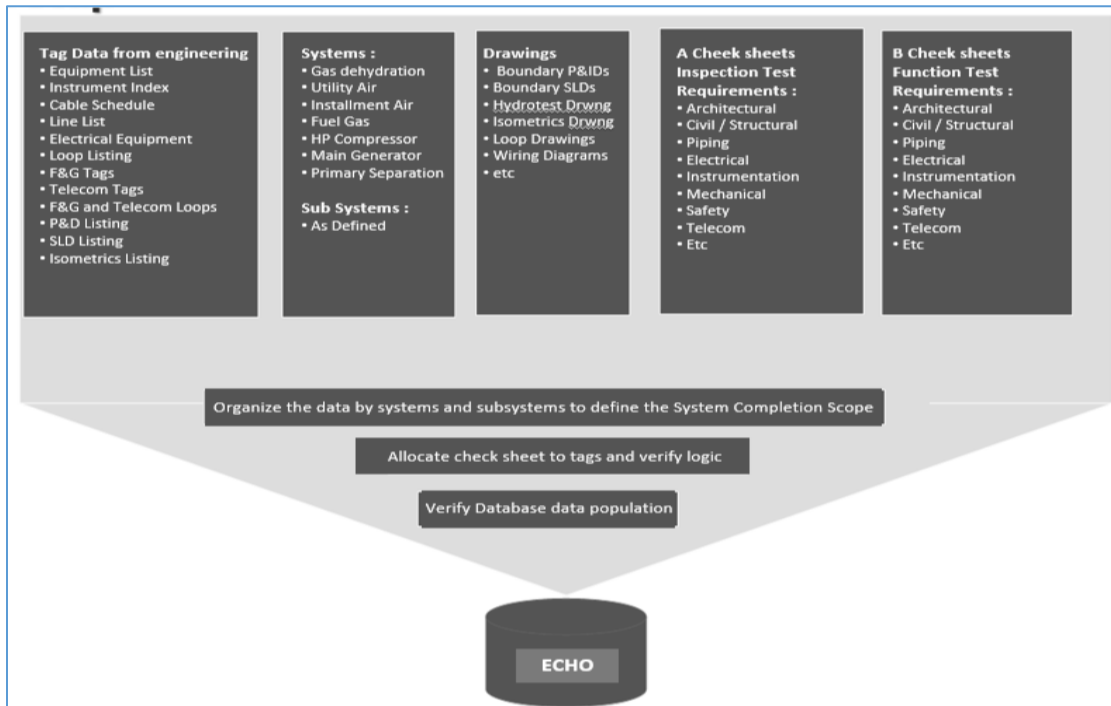 Tag Data from engineering
• Equipment List
• Instrument Index
• Cable Schedule
• Line List
• Electrical Equipment
• Loop Listing
• F&G Tags
• Telecom Tags
• F&G and Telecom Loops
• P&D Listing
• SLD Listing
• Isometrics Listing
Systems :
• Gas dehydration
• Utility Air
• Installment Air
• Fuel Gas
• HP Compressor
• Main Generator
• Primary Separation
Sub Systems :
• As Defined
Drawings
• Boundary P&IDs
• Boundary SLDs
• Hydrotest Drwng
• Isometrics Drwng
• Loop Drawings
• Wiring Diagrams
• etc
A Cheek sheets
Inspection Test
Requirements :
• Architectural
• Civil / Structural
• Piping
• Electrical
• Instrumentation
• Mechanical
• Safety
• Telecom
• Etc
B Cheek sheets
Function Test
Requirements :
• Architectural
• Civil / Structural
• Piping
• Electrical
• Instrumentation
• Mechanical
• Safety
• Telecom
• Etc
Organize the data by systems and subsystems to define the System Completion Scope
Allocate check sheet to tags and verify logic
Verify Database data population
ECHO